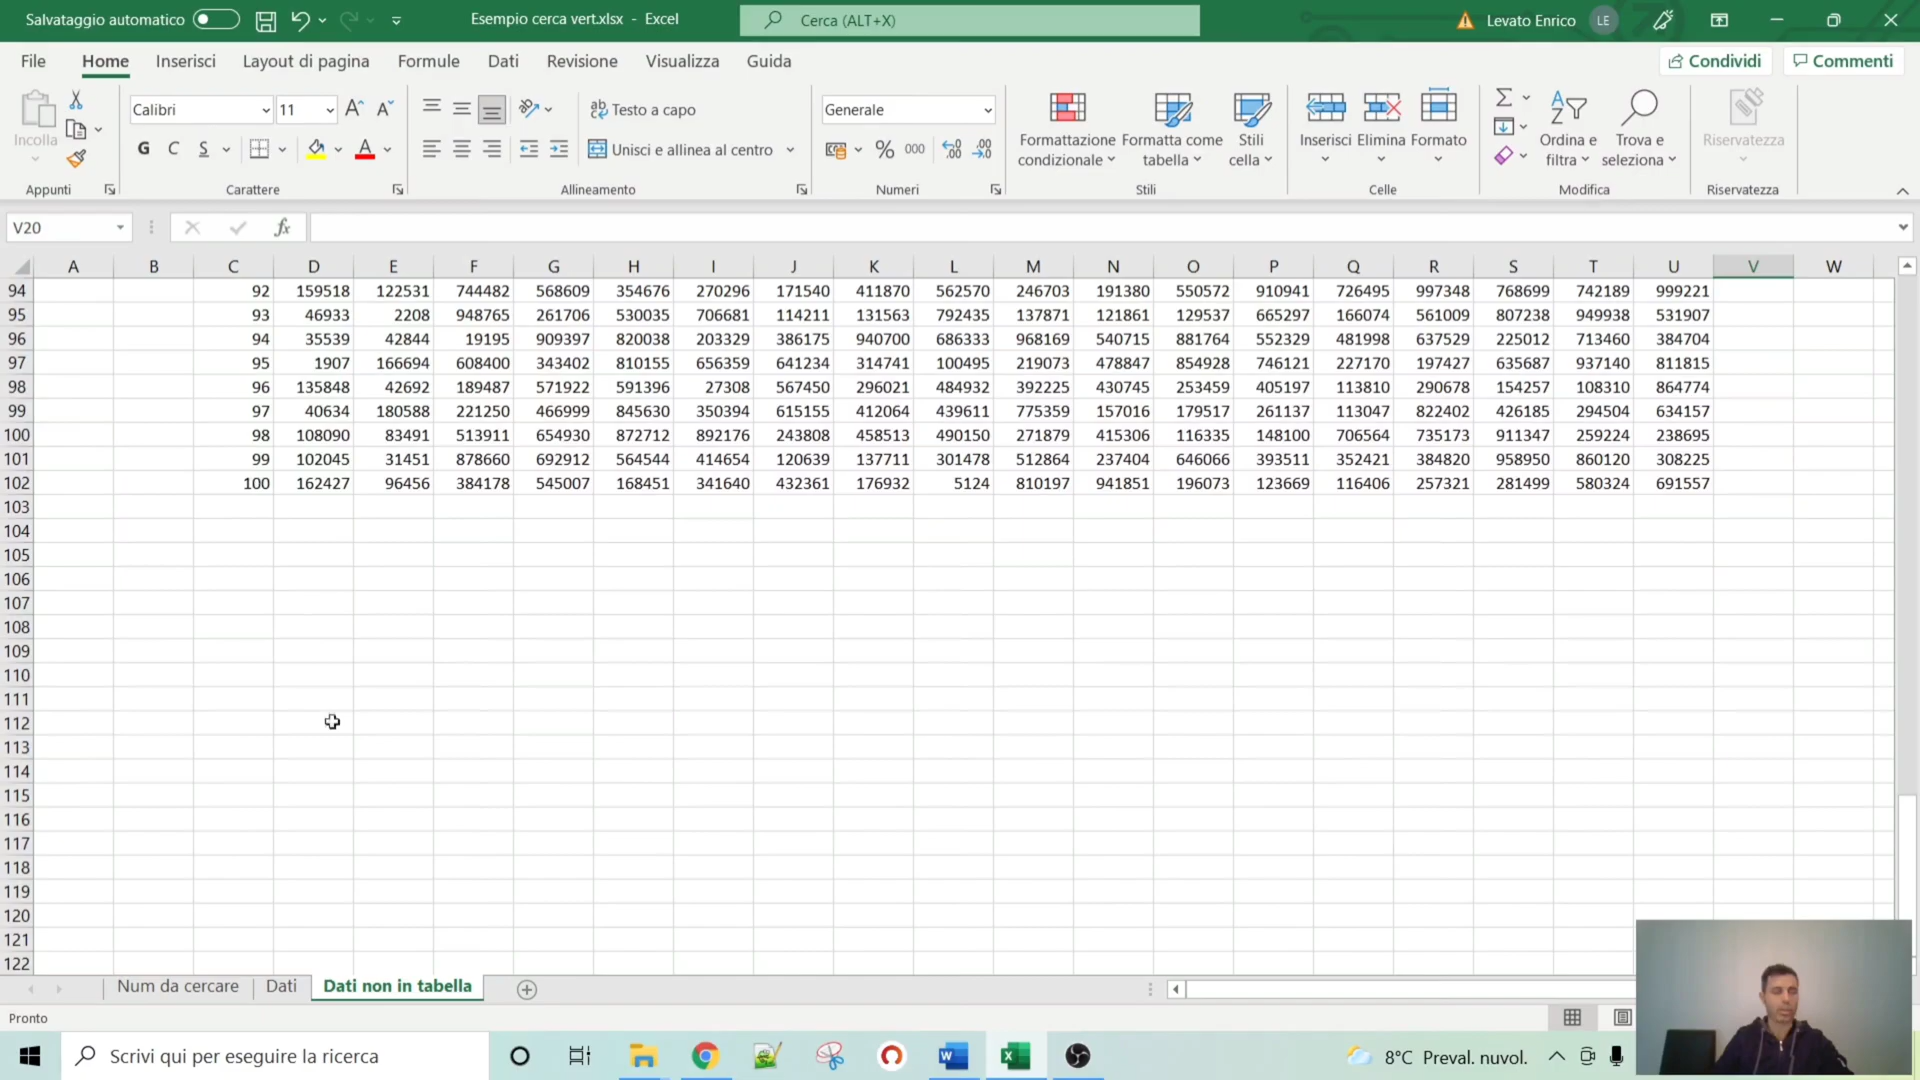 Salvataggio automatico Esempio cerca vert.xlsx - Excel Cerca (ALT+X) Levato Enrico LE
File Home Inserisci Layout di pagina Formule Dati Revisione Visualizza Guida Condividi Commenti
Incolla Calibri 11 Testo a capo Generale
G C S Unisci e allinea al centro % 000
Formattazione condizionale Formatta come tabella Stili cella Inserisci Elimina Formato Ordina e filtra Trova e seleziona Riservatezza
Appunti Carattere Allineamento Numeri Stili Celle Modifica Riservatezza
V20 fx
A B C D E F G H I J K L M N O P Q R S T U V W
94 92 159518 122531 744482 568609 354676 270296 171540 411870 562570 246703 191380 550572 910941 726495 997348 768699 742189 999221
95 93 46933 2208 948765 261706 530035 706681 114211 131563 792435 137871 121861 129537 665297 166074 561009 807238 949938 531907
96 94 35539 42844 19195 909397 820038 203329 386175 940700 686333 968169 540715 881764 552329 481998 637529 225012 713460 384704
97 95 1907 166694 608400 343402 810155 656359 641234 314741 100495 219073 478847 854928 746121 227170 197427 635687 937140 811815
98 96 135848 42692 189487 571922 591396 27308 567450 296021 484932 392225 430745 253459 405197 113810 290678 154257 108310 864774
99 97 40634 180588 221250 466999 845630 350394 615155 412064 439611 775359 157016 179517 261137 113047 822402 426185 294504 634157
100 98 108090 83491 513911 654930 872712 892176 243808 458513 490150 271879 415306 116335 148100 706564 735173 911347 259224 238695
101 99 102045 31451 878660 692912 564544 414654 120639 137711 301478 512864 237404 646066 393511 352421 384820 958950 860120 308225
102 100 162427 96456 384178 545007 168451 341640 432361 176932 5124 810197 941851 196073 123669 116406 257321 281499 580324 691557
103
104
105
106
107
108
109
110
111
112
113
114
115
116
117
118
119
120
121
122
Num da cercare Dati Dati non in tabella
Pronto
Scrivi qui per eseguire la ricerca 8°C Preval. nuvol.